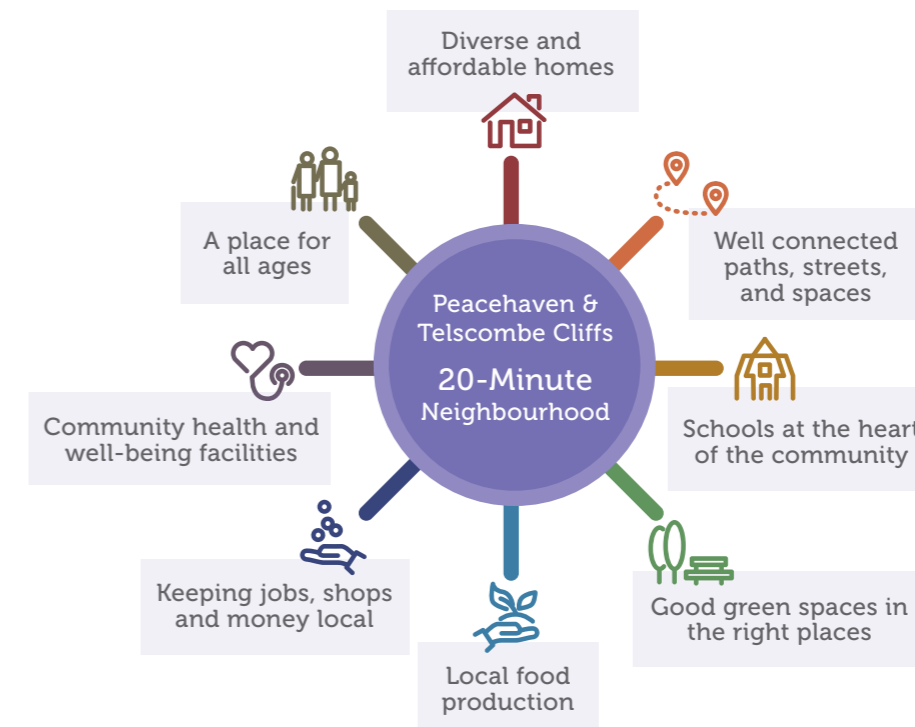 Diverse and
affordable homes
A place for
all ages
Well connected
paths, streets,
and spaces
Peacehaven &
Telscombe Cliffs
20-Minute
Neighbourhood
Community health and
well-being facilities
Schools at the heart
of the community
Keeping jobs, shops
and money local
Good green spaces in
the right places
Local food
production